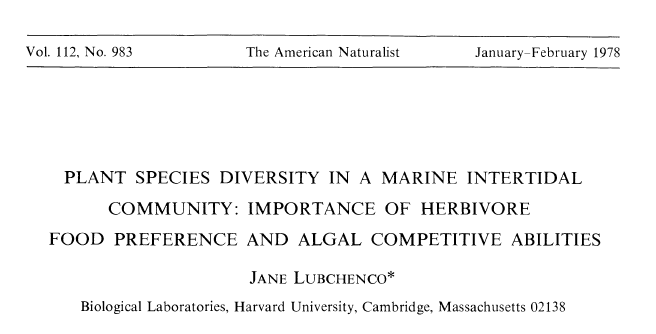 Vol. 112, No. 983 The American Naturalist January–February 1978
PLANT SPECIES DIVERSITY IN A MARINE INTERTIDAL
COMMUNITY: IMPORTANCE OF HERBIVORE
FOOD PREFERENCE AND ALGAL COMPETITIVE ABILITIES
JANE LUBCHENCO*
Biological Laboratories, Harvard University, Cambridge, Massachusetts 02138